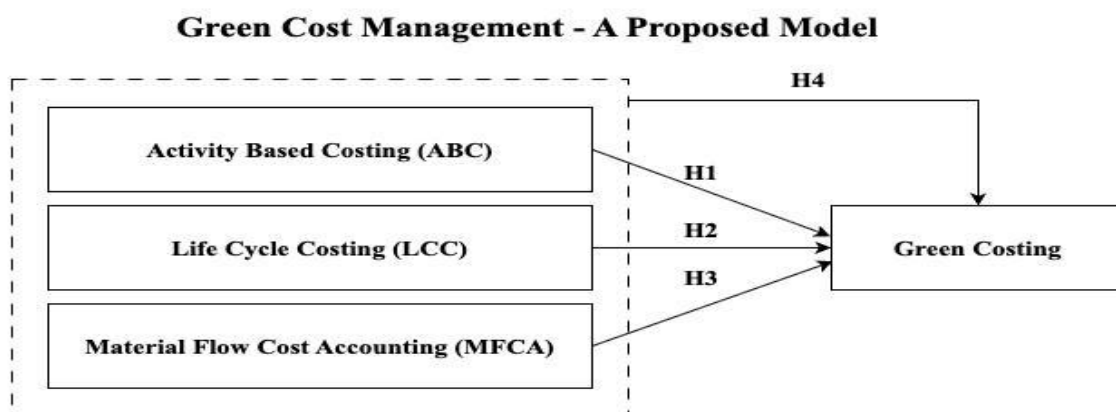 Green Cost Management - A Proposed Model
H4
Activity Based Costing (ABC)
H1
Life Cycle Costing (LCC)
H2
Green Costing
H3
Material Flow Cost Accounting (MFCA)